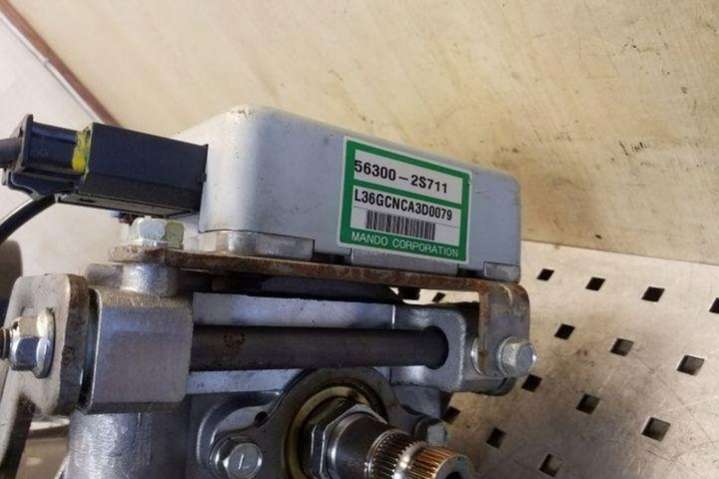 56300-2S711
L36GCNCA3D0079
MANDO CORPORATION